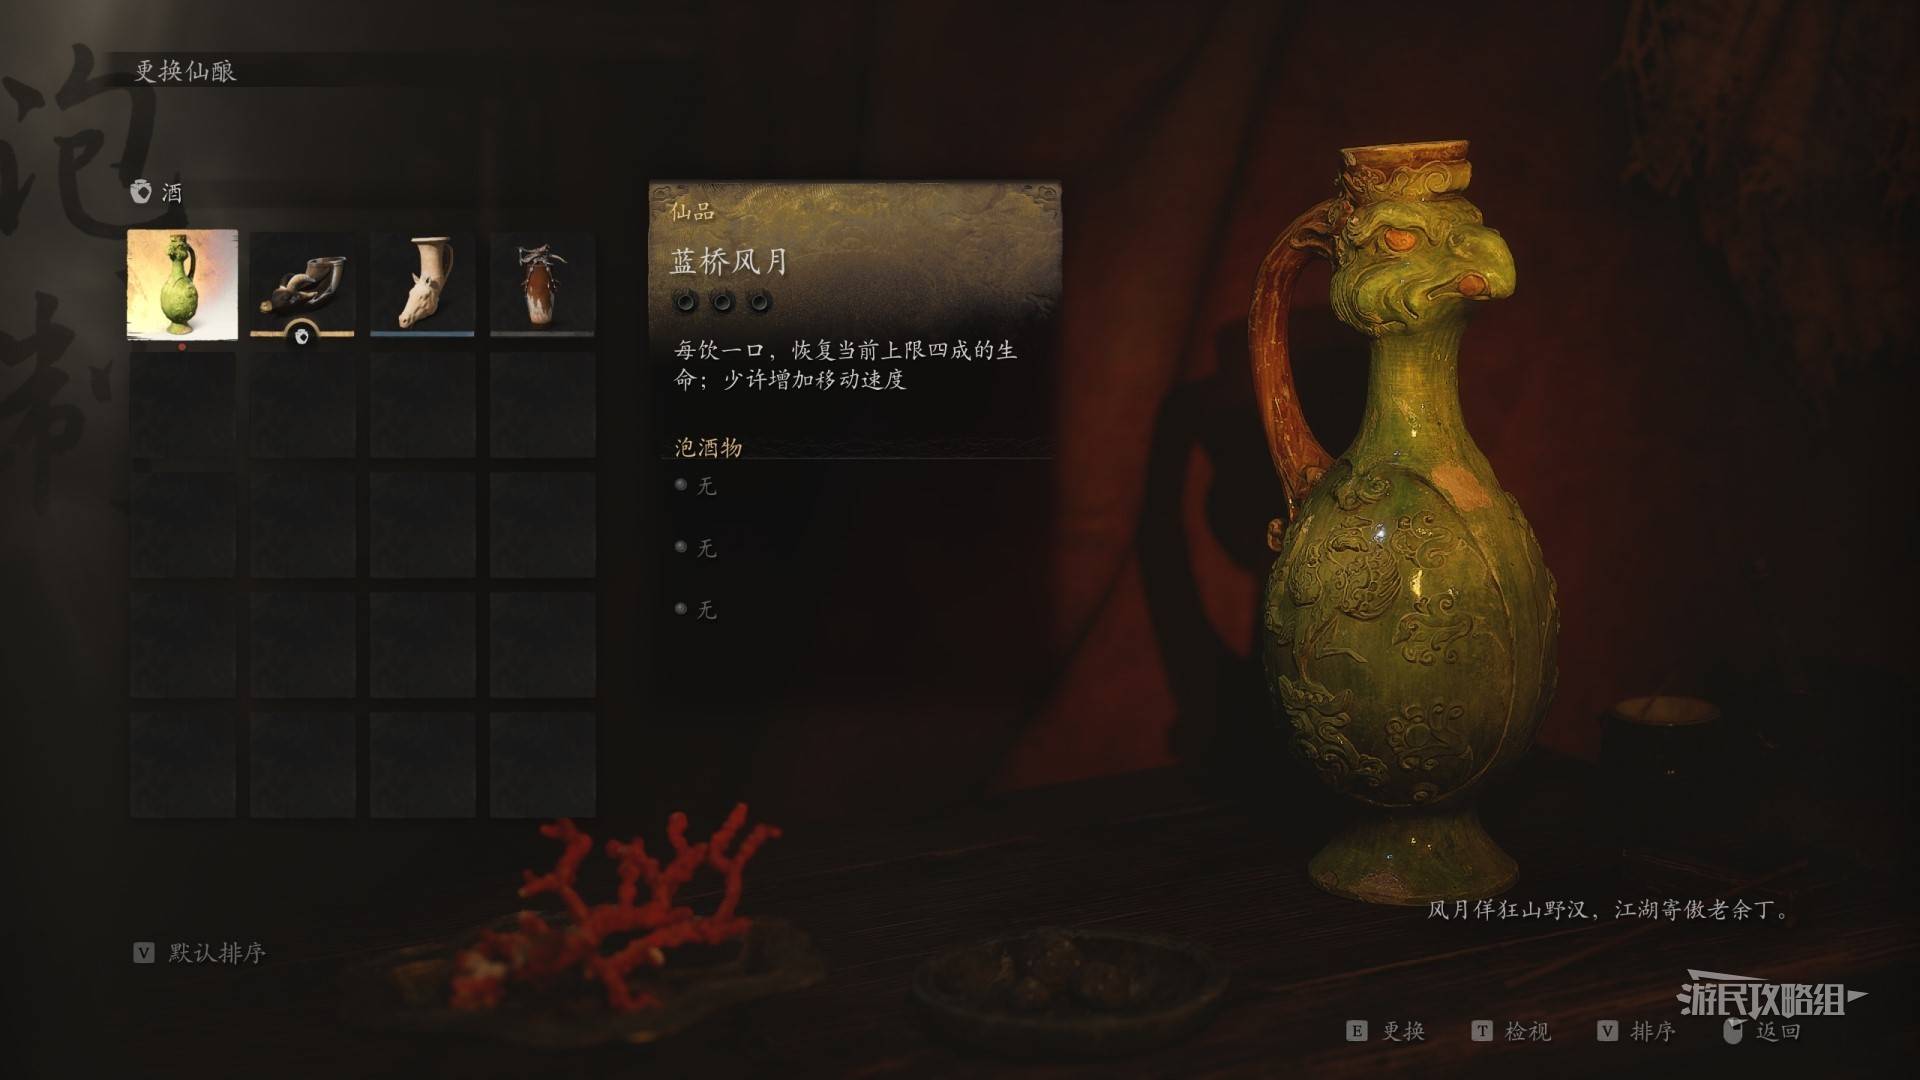 泡制
更换仙酿
酒
仙品
蓝桥风月
每饮一口，恢复当前上限四成的生
命；少许增加移动速度
泡酒物
无
无
无
风月佯狂山野汉，江湖寄傲老余丁。
V 默认排序
游民攻略组
E 更换 T 检视 V 排序 返回